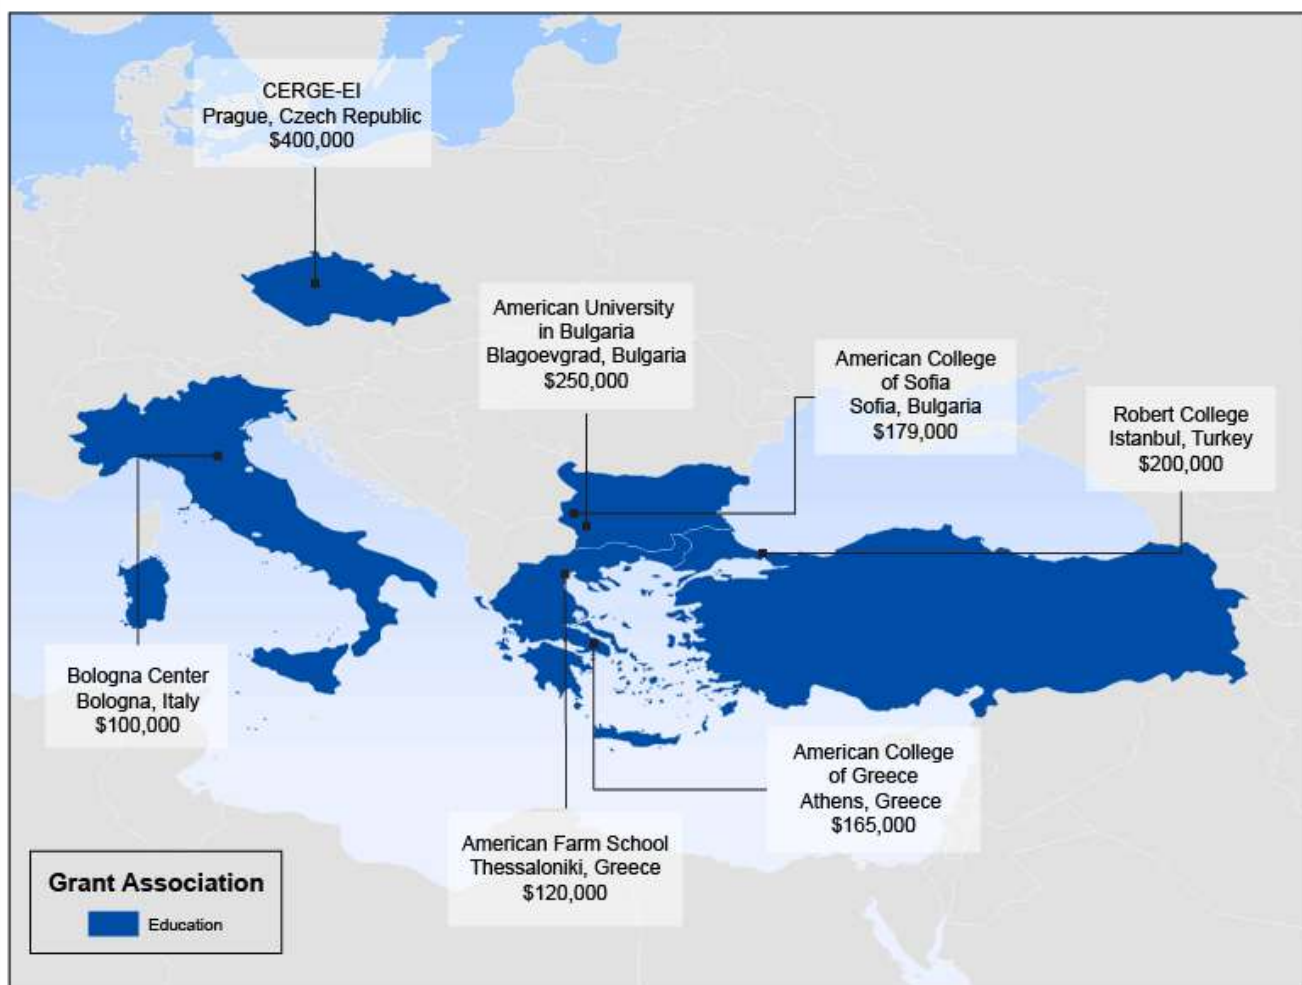 CERGE-EI
Prague, Czech Republic
$400,000
American University
in Bulgaria
Blagoevgrad, Bulgaria
$250,000
American College
of Sofia
Sofia, Bulgaria
$179,000
Robert College
Istanbul, Turkey
$200,000
Bologna Center
Bologna, Italy
$100,000
American College
of Greece
Athens, Greece
$165,000
American Farm School
Thessaloniki, Greece
$120,000
Grant Association
Education